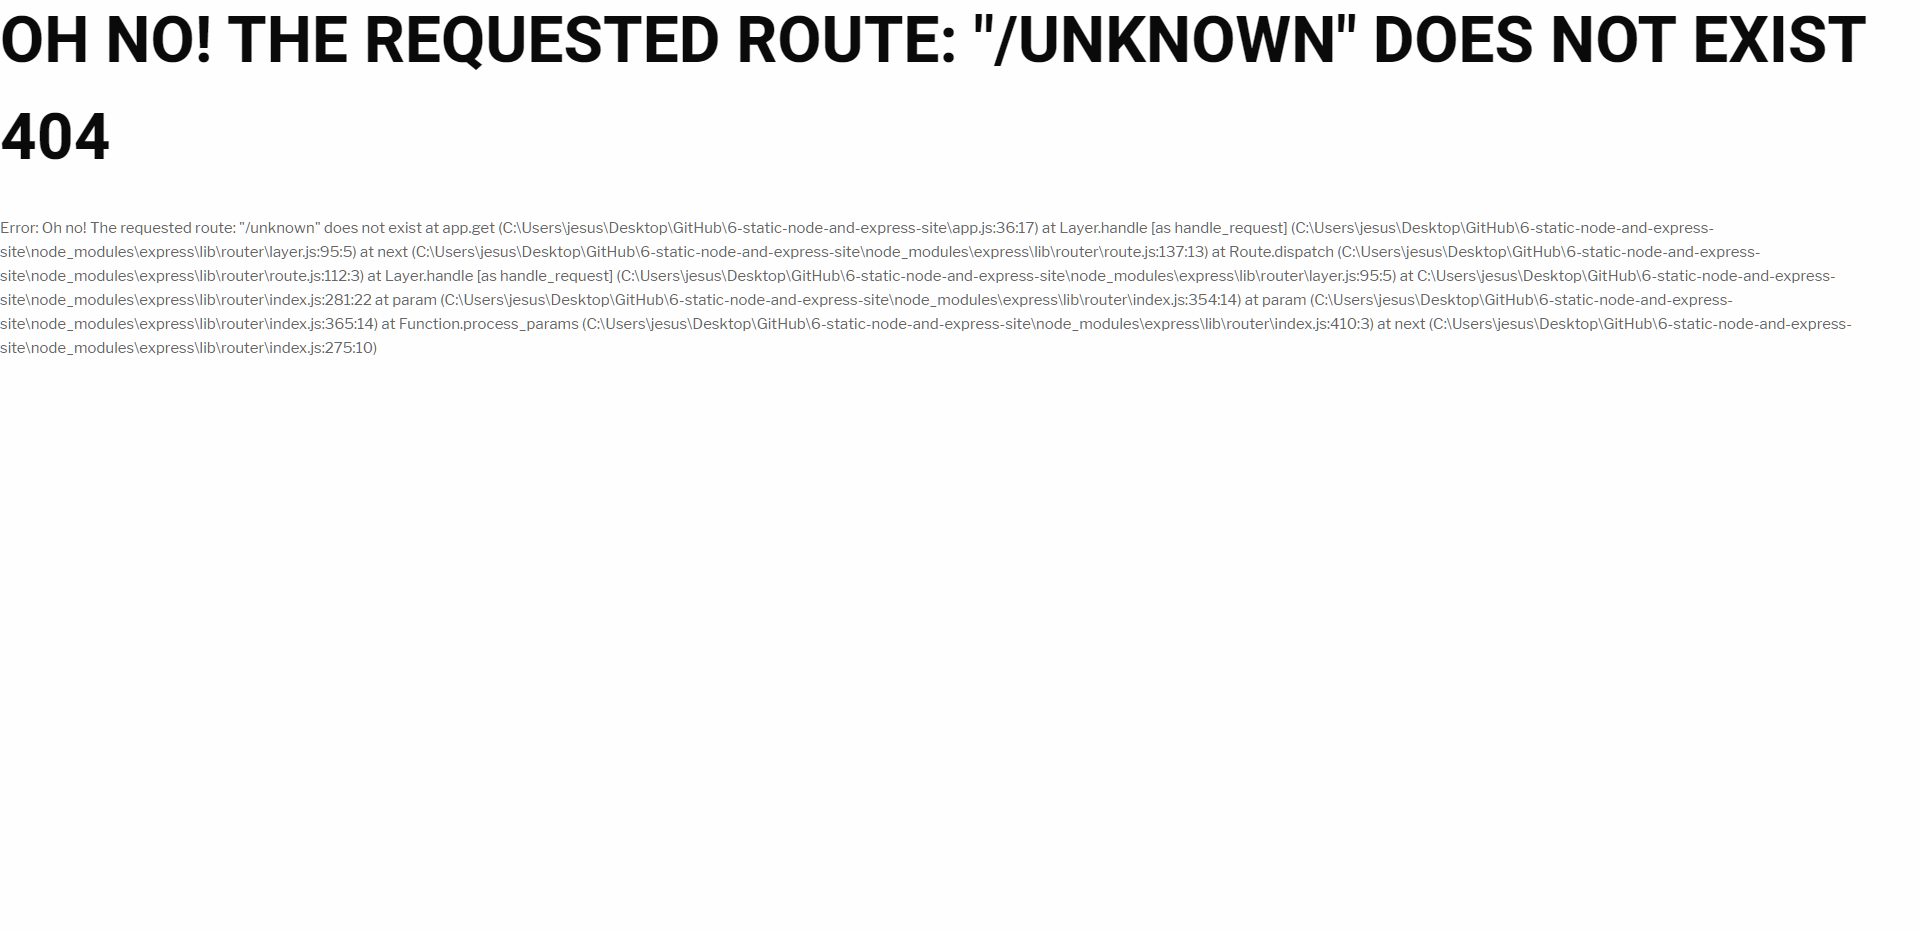 OH NO! THE REQUESTED ROUTE: "/UNKNOWN" DOES NOT EXIST
404
Error: Oh no! The requested route: "/unknown" does not exist at app.get (C:\Users\jesus\Desktop\GitHub\6-static-node-and-express-site\app.js:36:17) at Layer.handle [as handle_request] (C:\Users\jesus\Desktop\GitHub\6-static-node-and-express-
site\node_modules\express\lib\router\layer.js:95:5) at next (C:\Users\jesus\Desktop\GitHub\6-static-node-and-express-site\node_modules\express\lib\router\route.js:137:13) at Route.dispatch (C:\Users\jesus\Desktop\GitHub\6-static-node-and-express-
site\node_modules\express\lib\router\route.js:112:3) at Layer.handle [as handle_request] (C:\Users\jesus\Desktop\GitHub\6-static-node-and-express-site\node_modules\express\lib\router\layer.js:95:5) at C:\Users\jesus\Desktop\GitHub\6-static-node-and-express-
site\node_modules\express\lib\router\index.js:281:22 at param (C:\Users\jesus\Desktop\GitHub\6-static-node-and-express-site\node_modules\express\lib\router\index.js:354:14) at param (C:\Users\jesus\Desktop\GitHub\6-static-node-and-express-
site\node_modules\express\lib\router\index.js:365:14) at Function.process_params (C:\Users\jesus\Desktop\GitHub\6-static-node-and-express-site\node_modules\express\lib\router\index.js:410:3) at next (C:\Users\jesus\Desktop\GitHub\6-static-node-and-express-
site\node_modules\express\lib\router\index.js:275:10)